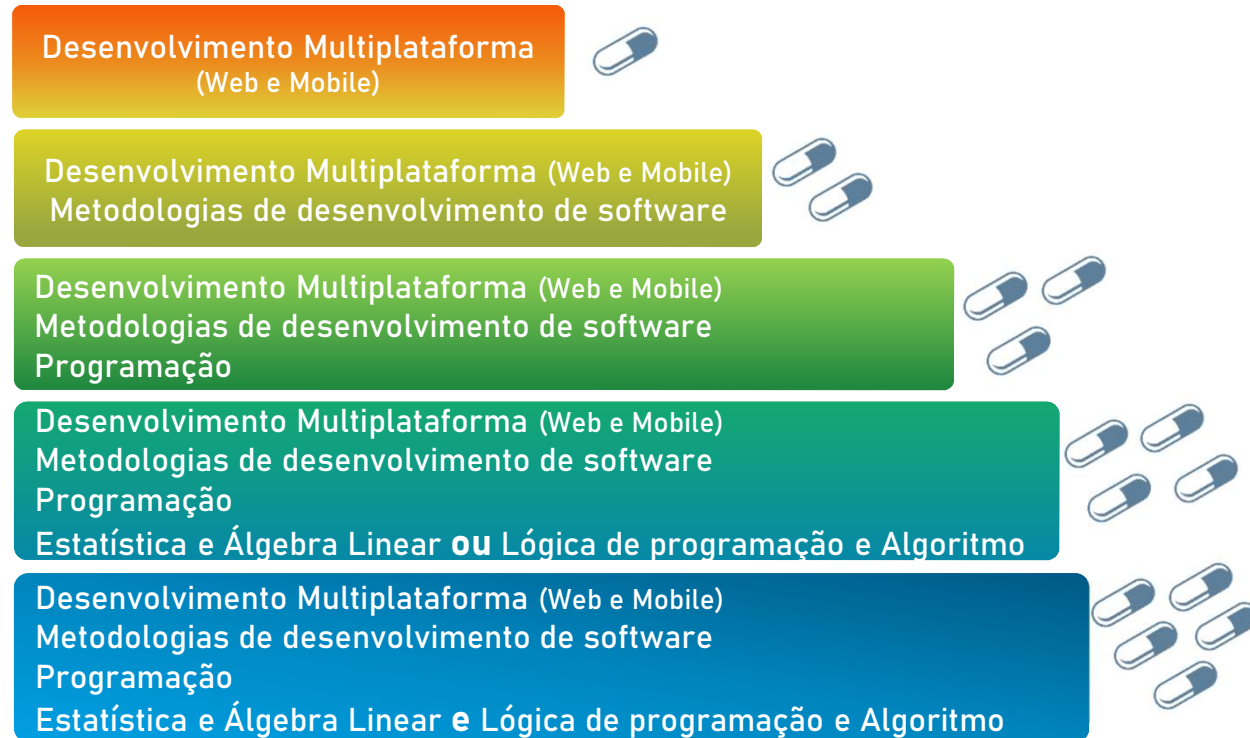 Desenvolvimento Multiplataforma
(Web e Mobile)
Desenvolvimento Multiplataforma (Web e Mobile)
Metodologias de desenvolvimento de software
Desenvolvimento Multiplataforma (Web e Mobile)
Metodologias de desenvolvimento de software
Programação
Desenvolvimento Multiplataforma (Web e Mobile)
Metodologias de desenvolvimento de software
Programação
Estatística e Álgebra Linear ou Lógica de programação e Algoritmo
Desenvolvimento Multiplataforma (Web e Mobile)
Metodologias de desenvolvimento de software
Programação
Estatística e Álgebra Linear e Lógica de programação e Algoritmo